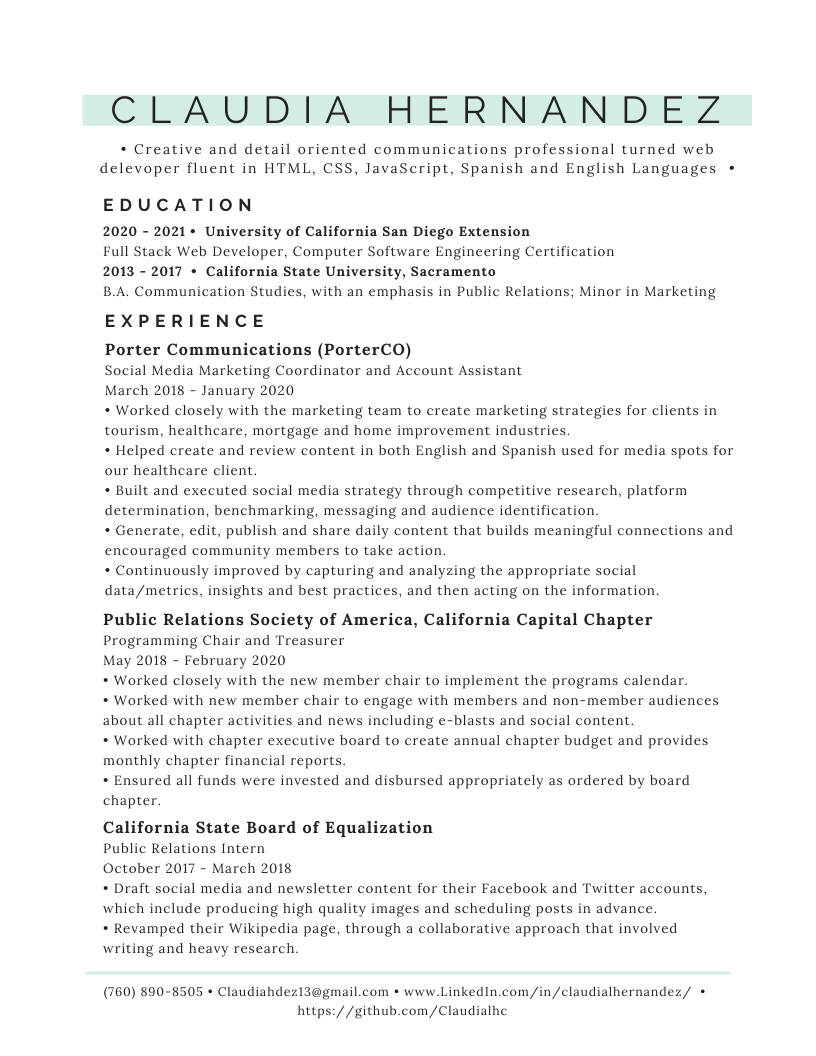 CLAUDIA HERNANDEZ
• Creative and detail oriented communications professional turned web
delevoper fluent in HTML, CSS, JavaScript, Spanish and English Languages •
EDUCATION
2020 - 2021 • University of California San Diego Extension
Full Stack Web Developer, Computer Software Engineering Certification
2013 - 2017 • California State University, Sacramento
B.A. Communication Studies, with an emphasis in Public Relations; Minor in Marketing
EXPERIENCE
Porter Communications (PorterCO)
Social Media Marketing Coordinator and Account Assistant
March 2018 - January 2020
• Worked closely with the marketing team to create marketing strategies for clients in
tourism, healthcare, mortgage and home improvement industries.
• Helped create and review content in both English and Spanish used for media spots for
our healthcare client.
• Built and executed social media strategy through competitive research, platform
determination, benchmarking, messaging and audience identification.
• Generate, edit, publish and share daily content that builds meaningful connections and
encouraged community members to take action.
• Continuously improved by capturing and analyzing the appropriate social
data/metrics, insights and best practices, and then acting on the information.
Public Relations Society of America, California Capital Chapter
Programming Chair and Treasurer
May 2018 - February 2020
• Worked closely with the new member chair to implement the programs calendar.
• Worked with new member chair to engage with members and non-member audiences
about all chapter activities and news including e-blasts and social content.
• Worked with chapter executive board to create annual chapter budget and provides
monthly chapter financial reports.
• Ensured all funds were invested and disbursed appropriately as ordered by board
chapter.
California State Board of Equalization
Public Relations Intern
October 2017 - March 2018
• Draft social media and newsletter content for their Facebook and Twitter accounts,
which include producing high quality images and scheduling posts in advance.
• Revamped their Wikipedia page, through a collaborative approach that involved
writing and heavy research.
(760) 890-8505 • Claudiahdez13@gmail.com • www.LinkedIn.com/in/claudialhernandez/ •
https://github.com/Claudialhc